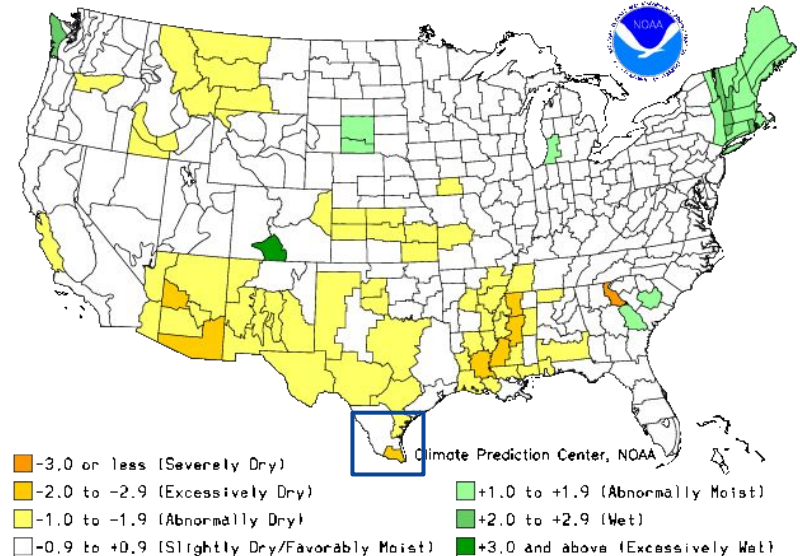 NOAA
Climate Prediction Center, NOAA
-3.0 or less (Severely Dry)
-2.0 to -2.9 (Excessively Dry)
-1.0 to -1.9 (Abnormally Dry)
-0.9 to +0.9 (Slightly Dry/Favorably Moist)
+1.0 to +1.9 (Abnormally Moist)
+2.0 to +2.9 (Wet)
+3.0 and above (Excessively Wet)